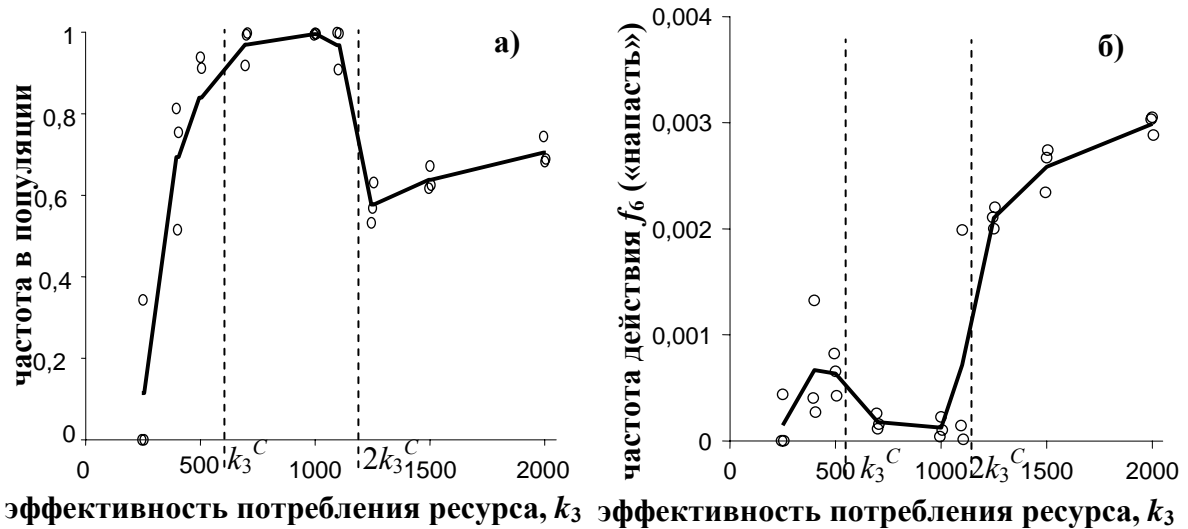 а)
частота в популяции
1
0,8
0,6
0,4
0,2
0
0 500 k₃ᶜ 1000 2k₃ᶜ 1500 2000
эффективность потребления ресурса, k₃
б)
частота действия f₆ («напасть»)
0,004
0,003
0,002
0,001
0
0 500 k₃ᶜ 1000 2k₃ᶜ 1500 2000
эффективность потребления ресурса, k₃